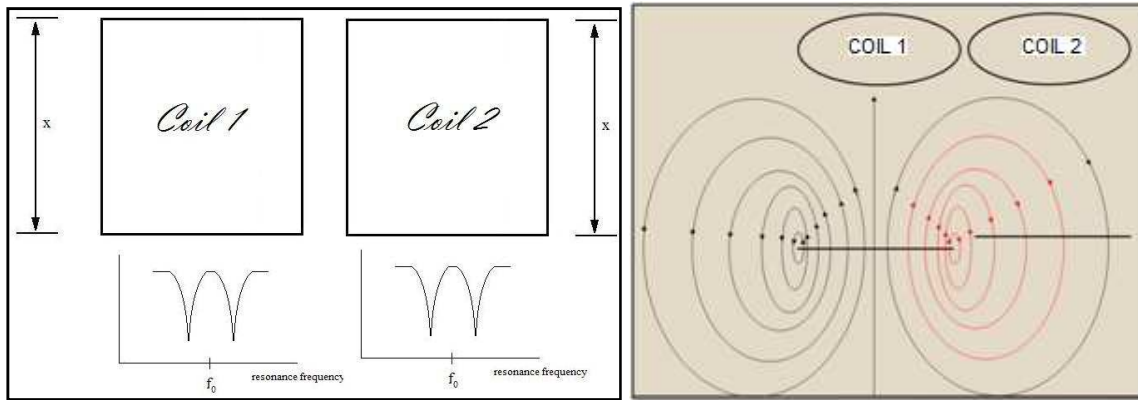 Coil 1
Coil 2
x
x
f0
resonance frequency
f0
resonance frequency
COIL 1
COIL 2